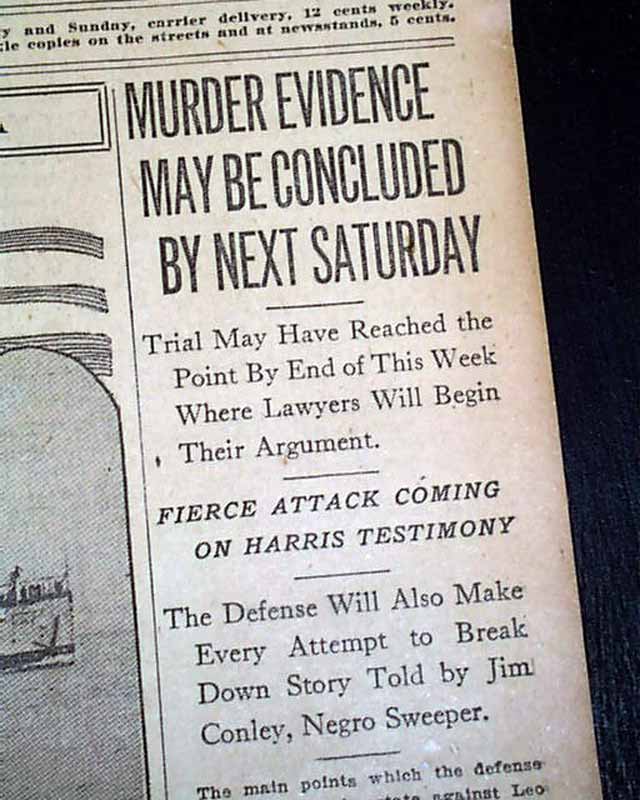 y and Sunday, carrier delivery, 12 cents weekly.
le copies on the streets and at newsstands, 5 cents.
MURDER EVIDENCE
MAY BE CONCLUDED
BY NEXT SATURDAY
Trial May Have Reached the
Point By End of This Week
Where Lawyers Will Begin
Their Argument.
FIERCE ATTACK COMING
ON HARRIS TESTIMONY
The Defense Will Also Make
Every Attempt to Break
Down Story Told by Jim
Conley, Negro Sweeper.
The main points which the defense
state against Leo